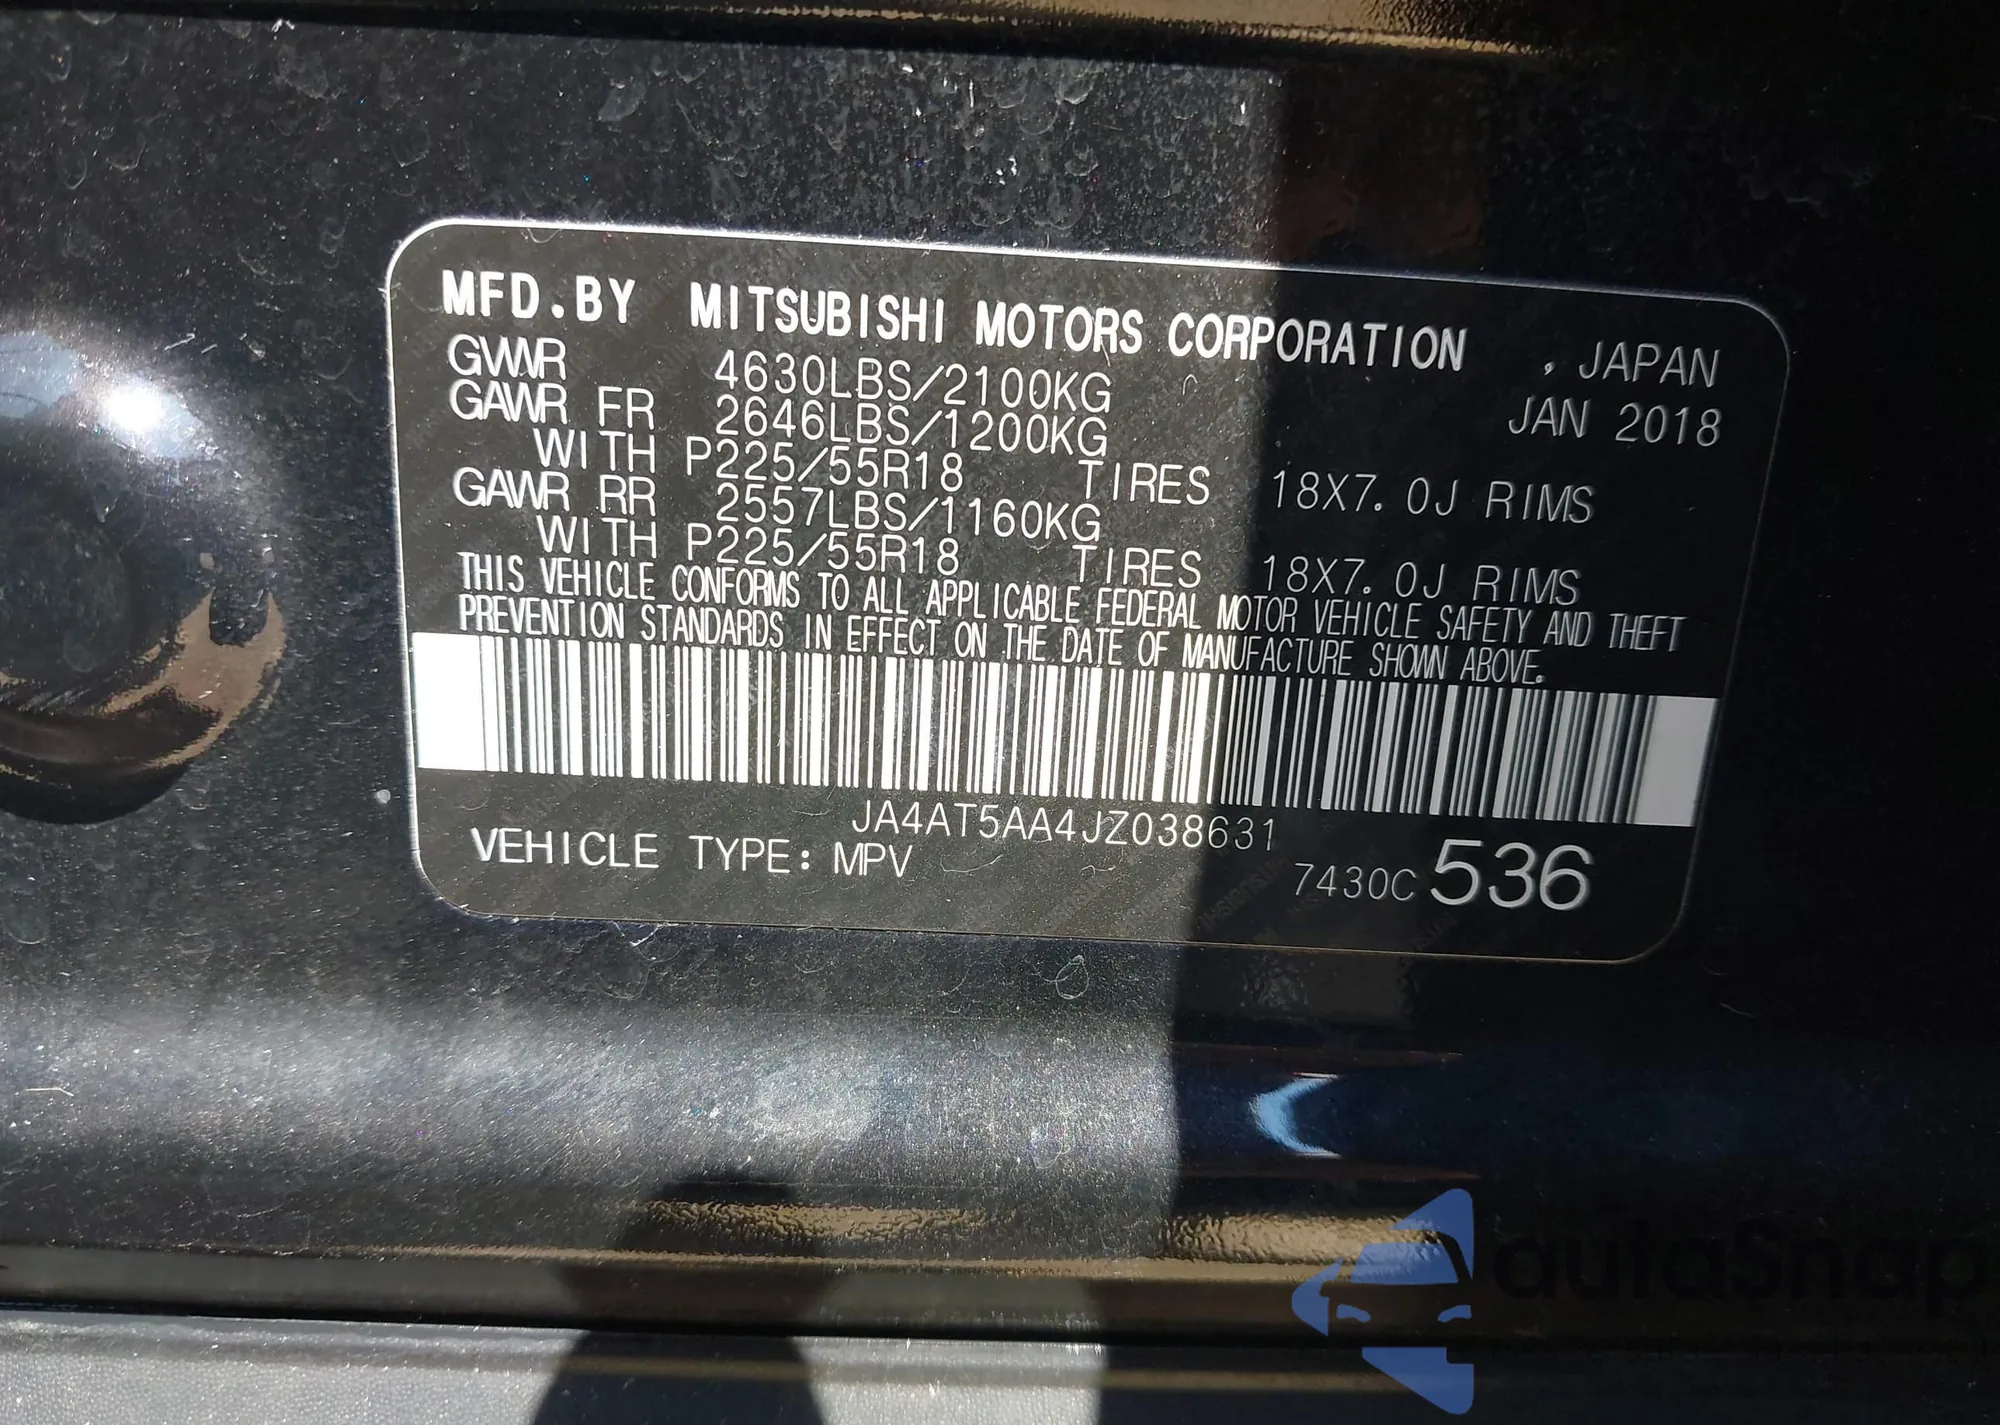 MFD.BY MITSUBISHI MOTORS CORPORATION , JAPAN
GVWR 4630LBS/2100KG JAN 2018
GAWR FR 2646LBS/1200KG
WITH P225/55R18 TIRES 18X7.0J RIMS
GAWR RR 2557LBS/1160KG
WITH P225/55R18 TIRES 18X7.0J RIMS
THIS VEHICLE CONFORMS TO ALL APPLICABLE FEDERAL MOTOR VEHICLE SAFETY AND THEFT
PREVENTION STANDARDS IN EFFECT ON THE DATE OF MANUFACTURE SHOWN ABOVE.
JA4AT5AA4JZ038631
VEHICLE TYPE: MPV 7430C 536
autoSnap